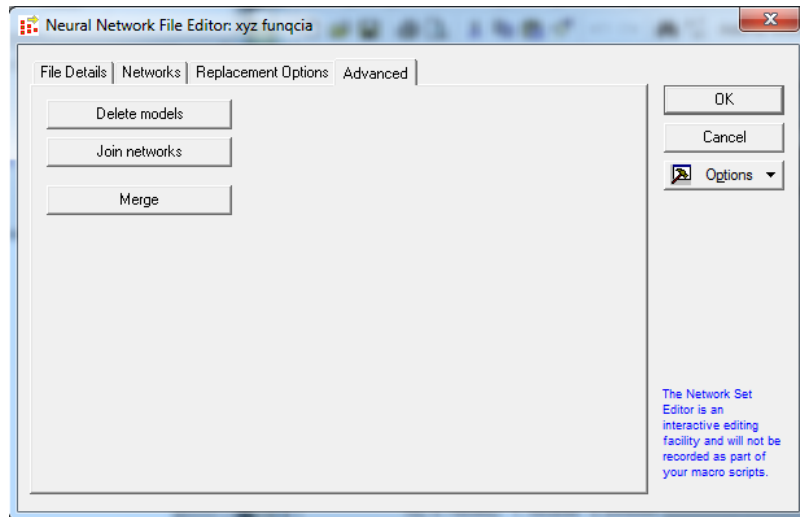 Neural Network File Editor: xyz funqcia
File Details Networks Replacement Options Advanced
Delete models
Join networks
Merge
OK
Cancel
Options
The Network Set
Editor is an
interactive editing
facility and will not be
recorded as part of
your macro scripts.